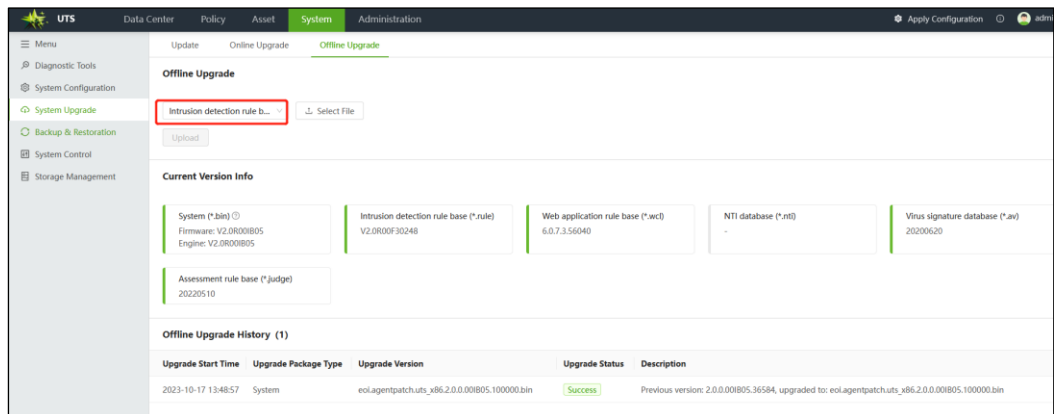 UTS Data Center Policy Asset System Administration Apply Configuration admi
Menu Update Online Upgrade Offline Upgrade
Diagnostic Tools
Offline Upgrade
System Configuration
System Upgrade
Intrusion detection rule b... Select File
Backup & Restoration
Upload
System Control
Storage Management
Current Version Info
System (*.bin) Intrusion detection rule base (*.rule) Web application rule base (*.wcl) NTI database (*.nti) Virus signature database (*.av)
Firmware: V2.0R00IB05 V2.0R00F30248 6.0.7.3.56040 - 20200620
Engine: V2.0R00IB05
Assessment rule base (*.judge)
20220510
Offline Upgrade History (1)
Upgrade Start Time Upgrade Package Type Upgrade Version Upgrade Status Description
2023-10-17 13:48:57 System eoi.agentpatch.uts_x86.2.0.0.00IB05.100000.bin Success Previous version: 2.0.0.00IB05.36584, upgraded to: eoi.agentpatch.uts_x86.2.0.0.00IB05.100000.bin